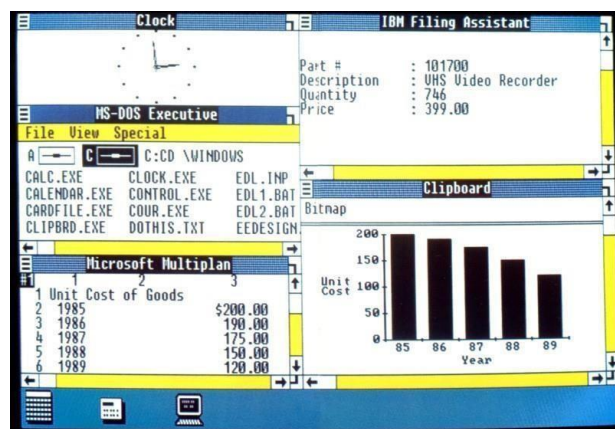 Clock
MS-DOS Executive
File View Special
A C C:CD \WINDOWS
CALC.EXE CLOCK.EXE EDL.INP
CALENDAR.EXE CONTROL.EXE EDL1.BAT
CARDFILE.EXE COUR.EXE EDL2.BAT
CLIPBRD.EXE DOTHIS.TXT EEDESIGN.
Microsoft Multiplan
#1 1 2 3
1 Unit Cost of Goods
2 1985 $200.00
3 1986 190.00
4 1987 175.00
5 1988 150.00
6 1989 120.00
IBM Filing Assistant
Part # : 101700
Description : VHS Video Recorder
Quantity : 746
Price : 399.00
Clipboard
Bitmap
200
150
Unit
Cost
100
50
0
85 86 87 88 89
Year